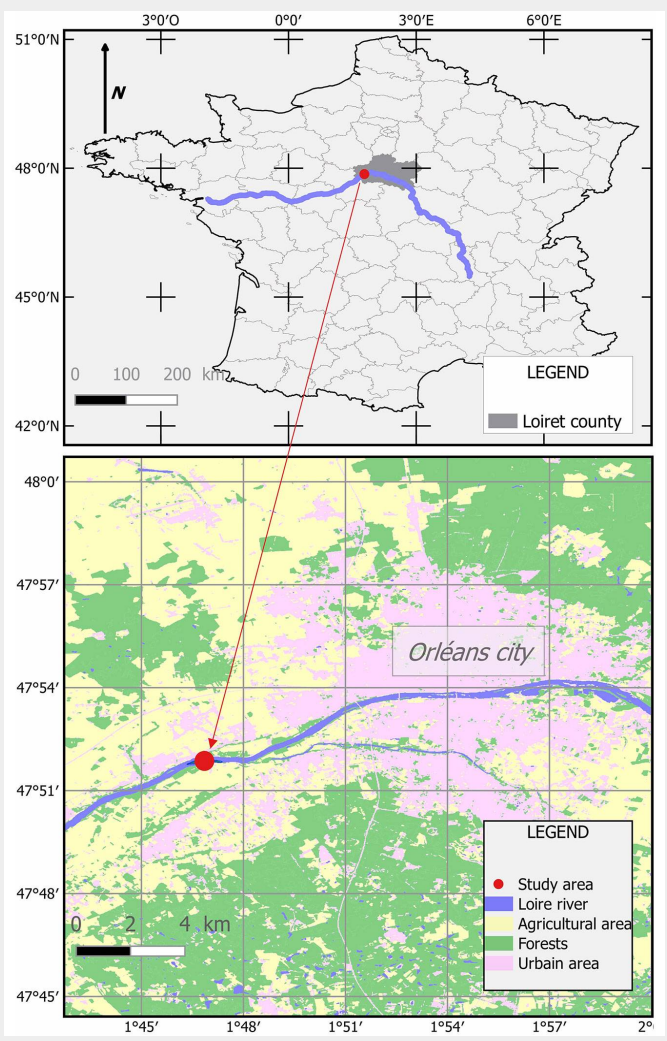 3°0′O 0°0′ 3°0′E 6°0′E
51°0′N
N
48°0′N
45°0′N
0 100 200 km
LEGEND
Loiret county
42°0′N
48°0′
47°57′
Orléans city
47°54′
47°51′
LEGEND
Study area
Loire river
Agricultural area
Forests
Urbain area
47°48′
0 2 4 km
47°45′
1°45′ 1°48′ 1°51′ 1°54′ 1°57′ 2°